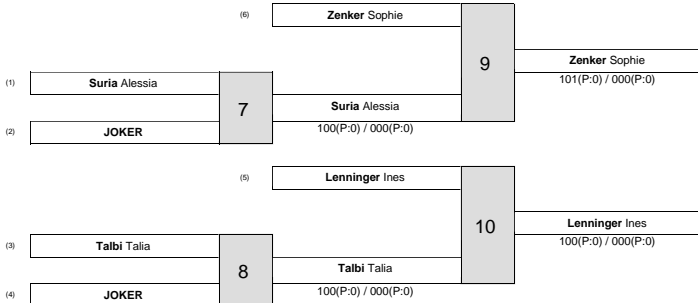 (6) Zenker Sophie
9
Zenker Sophie
101(P:0) / 000(P:0)
(1) Suria Alessia
7
Suria Alessia
100(P:0) / 000(P:0)
(2) JOKER
(5) Lenninger Ines
10
Lenninger Ines
100(P:0) / 000(P:0)
(3) Talbi Talia
8
Talbi Talia
100(P:0) / 000(P:0)
(4) JOKER